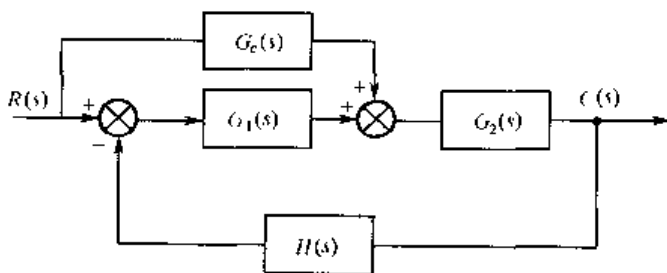 G_c(s)
+
R(s)
+
G_1(s)
+
G_2(s)
C(s)
−
H(s)